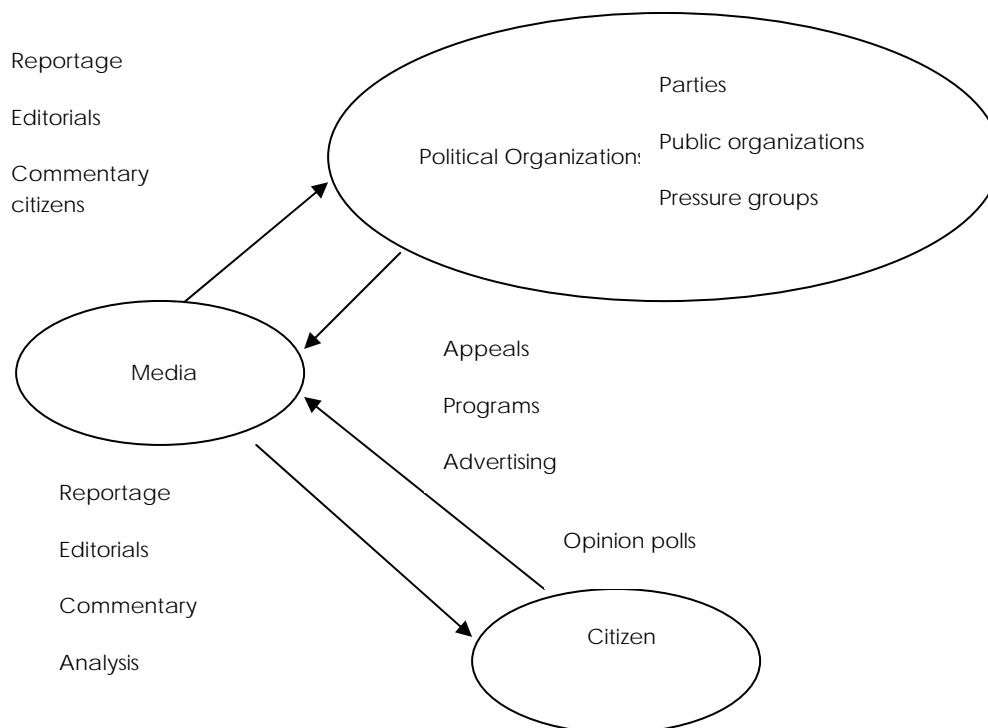 Reportage
Editorials
Commentary
citizens
Parties
Political Organizations
Public organizations
Pressure groups
Media
Appeals
Programs
Advertising
Reportage
Editorials
Commentary
Analysis
Opinion polls
Citizen